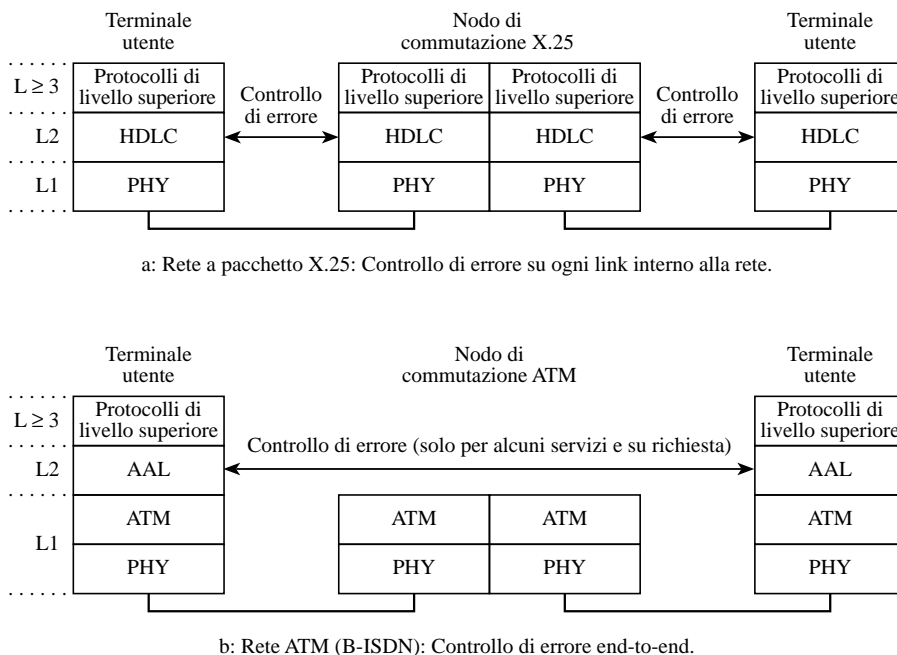 Terminale
utente
Nodo di
commutazione X.25
Terminale
utente
L ≥ 3
Protocolli di
livello superiore
Controllo
di errore
Protocolli di
livello superiore
Protocolli di
livello superiore
Controllo
di errore
Protocolli di
livello superiore
L2
HDLC
HDLC
HDLC
HDLC
L1
PHY
PHY
PHY
PHY
a: Rete a pacchetto X.25: Controllo di errore su ogni link interno alla rete.
Terminale
utente
Nodo di
commutazione ATM
Terminale
utente
L ≥ 3
Protocolli di
livello superiore
Protocolli di
livello superiore
Controllo di errore (solo per alcuni servizi e su richiesta)
L2
AAL
AAL
L1
ATM
ATM
ATM
ATM
PHY
PHY
PHY
PHY
b: Rete ATM (B-ISDN): Controllo di errore end-to-end.